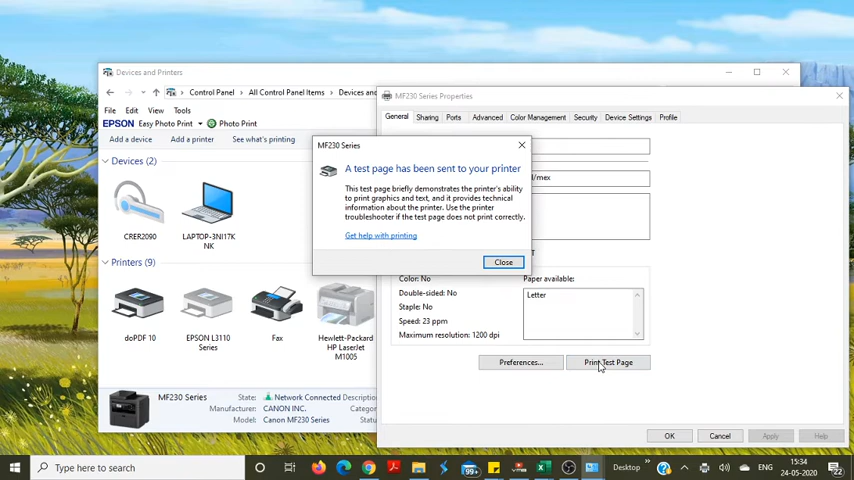 Devices and Printers
Control Panel
All Control Panel Items
Devices and
File
Edit
View
Tools
EPSON
Easy Photo Print
Photo Print
Add a device
Add a printer
See what's printing
Devices (2)
CRER2090
LAPTOP-3NI17K
NK
Printers (9)
doPDF 10
EPSON L3110
Series
Fax
Hewlett-Packard
HP LaserJet
M1005
MF230 Series
State:
Network Connected
Descriptio
Manufacturer:
CANON INC.
Categor
Model:
Canon MF230 Series
Statu
MF230 Series Properties
General
Sharing
Ports
Advanced
Color Management
Security
Device Settings
Profile
MF230 Series
A test page has been sent to your printer
This test page briefly demonstrates the printer's ability
to print graphics and text, and it provides technical
information about the printer. Use the printer
troubleshooter if the test page does not print correctly.
Get help with printing
Close
Color: No
Paper available:
Double-sided: No
Letter
Staple: No
Speed: 23 ppm
Maximum resolution: 1200 dpi
Preferences...
Print Test Page
OK
Cancel
Apply
Help
Type here to search
99+
Desktop
ENG
15:34
24-05-2020
22